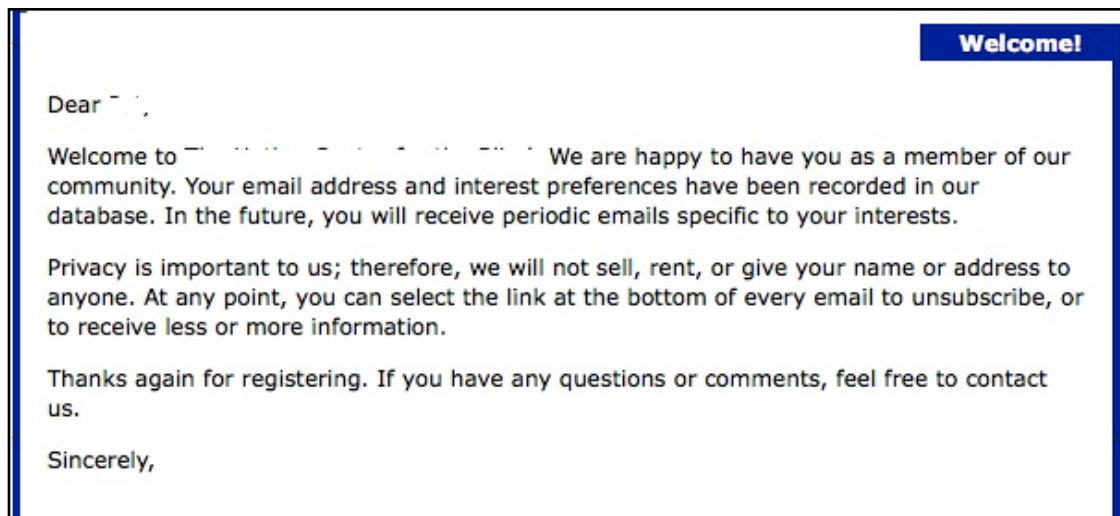 Welcome!
Dear ,
Welcome to We are happy to have you as a member of our
community. Your email address and interest preferences have been recorded in our
database. In the future, you will receive periodic emails specific to your interests.
Privacy is important to us; therefore, we will not sell, rent, or give your name or address to
anyone. At any point, you can select the link at the bottom of every email to unsubscribe, or
to receive less or more information.
Thanks again for registering. If you have any questions or comments, feel free to contact
us.
Sincerely,